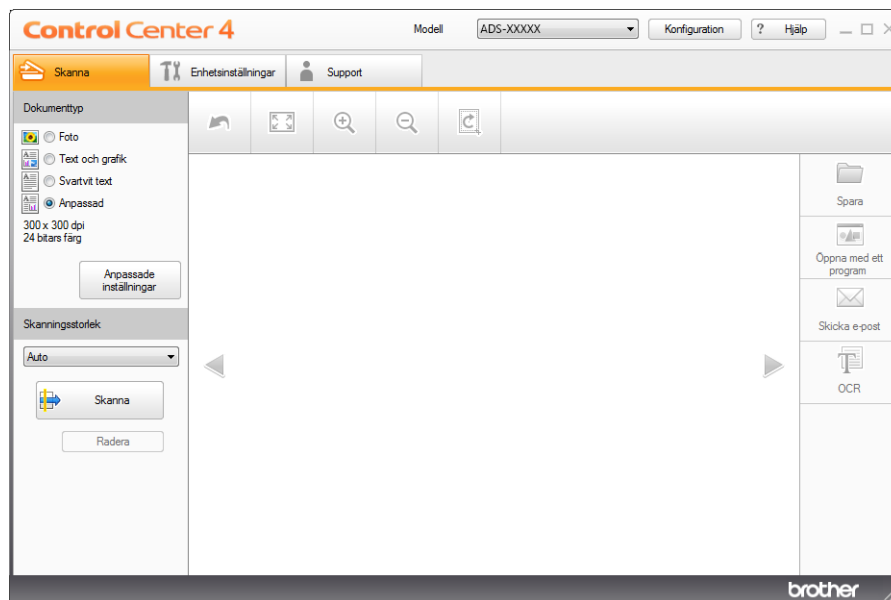 Control Center 4
Modell
ADS-XXXXX
Konfiguration
? Hjälp
Skanna
Enhetsinställningar
Support
Dokumenttyp
Foto
Text och grafik
Svartvit text
Anpassad
300 x 300 dpi
24 bitars färg
Anpassade
inställningar
Skanningsstorlek
Auto
Skanna
Radera
Spara
Öppna med ett
program
Skicka e-post
OCR
brother